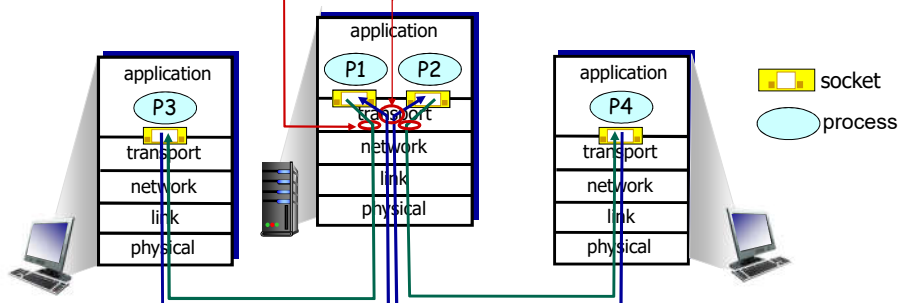 application
P3
transport
network
link
physical
application
P1 P2
transport
network
link
physical
application
P4
transport
network
link
physical
socket
process